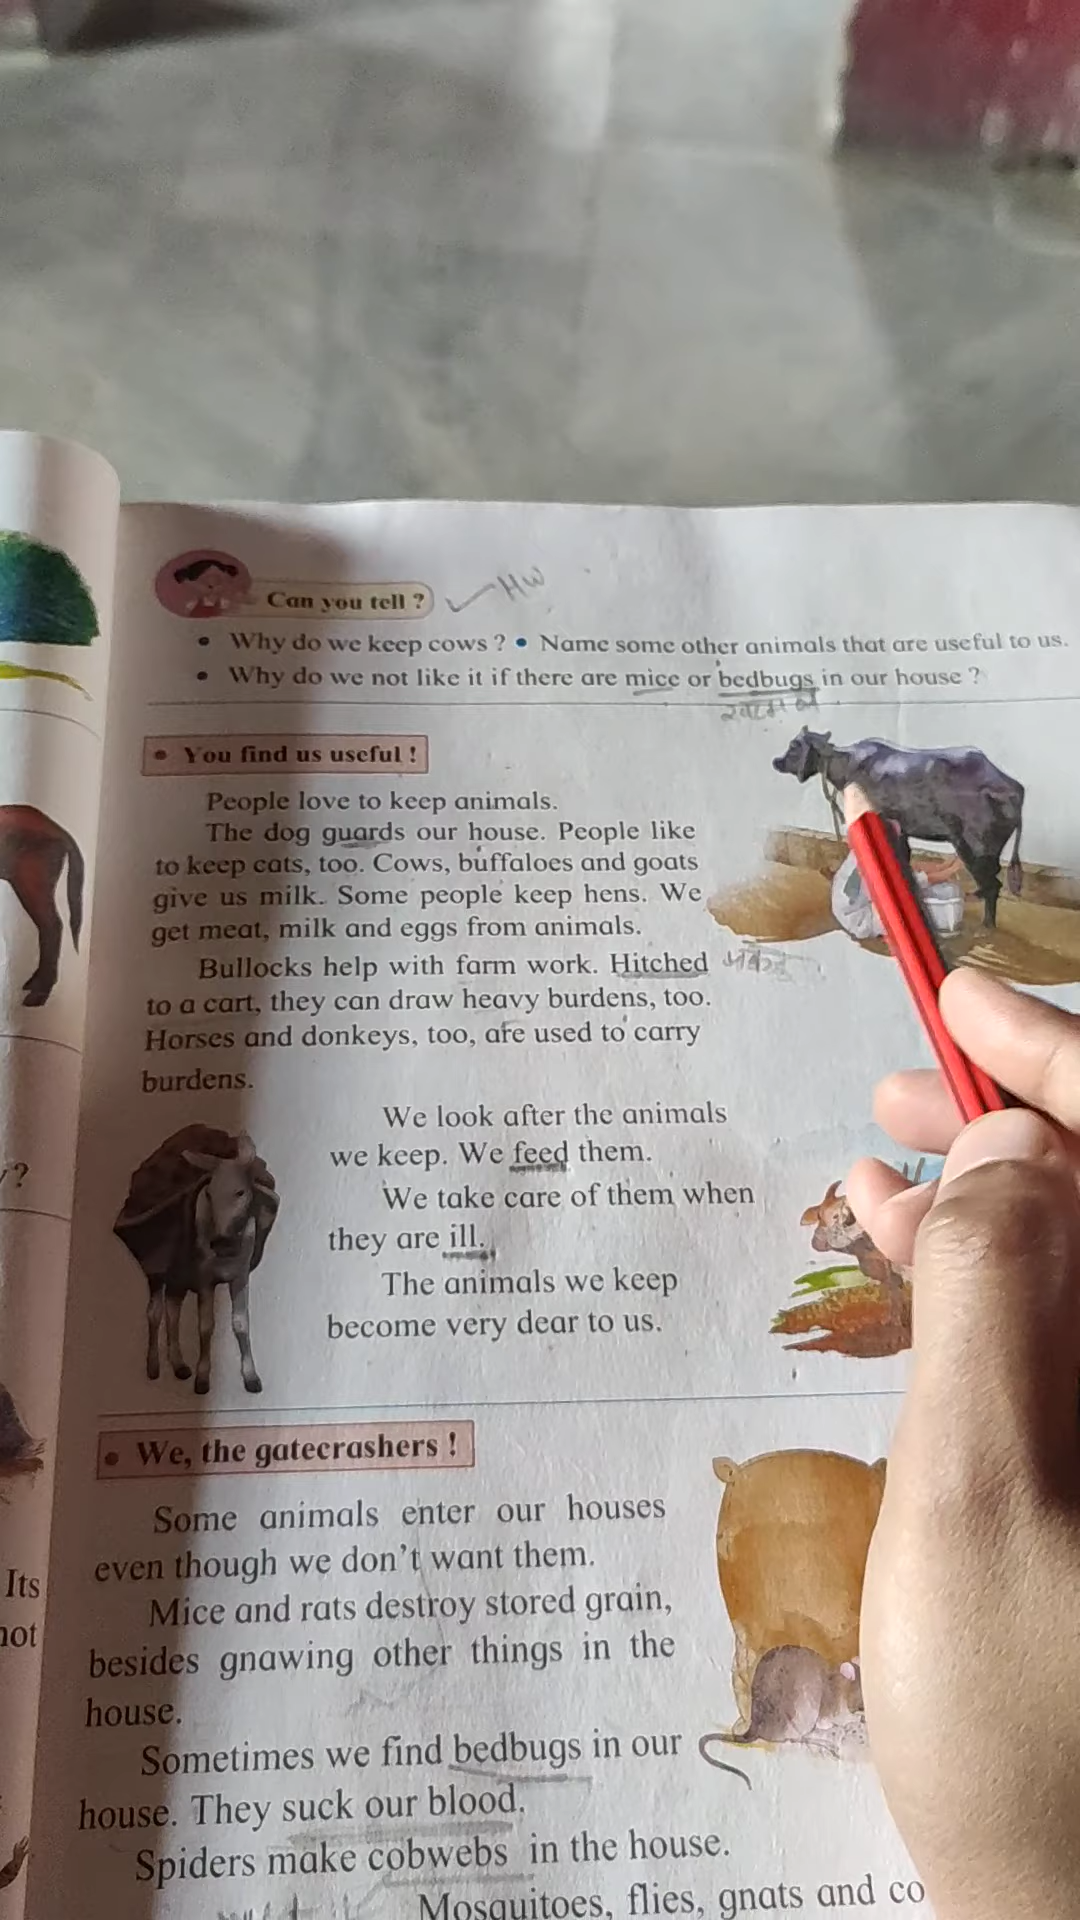 Can you tell ? HW
• Why do we keep cows ? • Name some other animals that are useful to us.
• Why do we not like it if there are mice or bedbugs in our house ?
• You find us useful !
People love to keep animals.
The dog guards our house. People like
to keep cats, too. Cows, buffaloes and goats
give us milk. Some people keep hens. We
get meat, milk and eggs from animals.
Bullocks help with farm work. Hitched
to a cart, they can draw heavy burdens, too.
Horses and donkeys, too, are used to carry
burdens.
We look after the animals
we keep. We feed them.
We take care of them when
they are ill.
The animals we keep
become very dear to us.
• We, the gatecrashers !
Some animals enter our houses
even though we don't want them.
Mice and rats destroy stored grain,
besides gnawing other things in the
house.
Sometimes we find bedbugs in our
house. They suck our blood.
Spiders make cobwebs in the house.
Mosquitoes, flies, gnats and co
?
Its
not